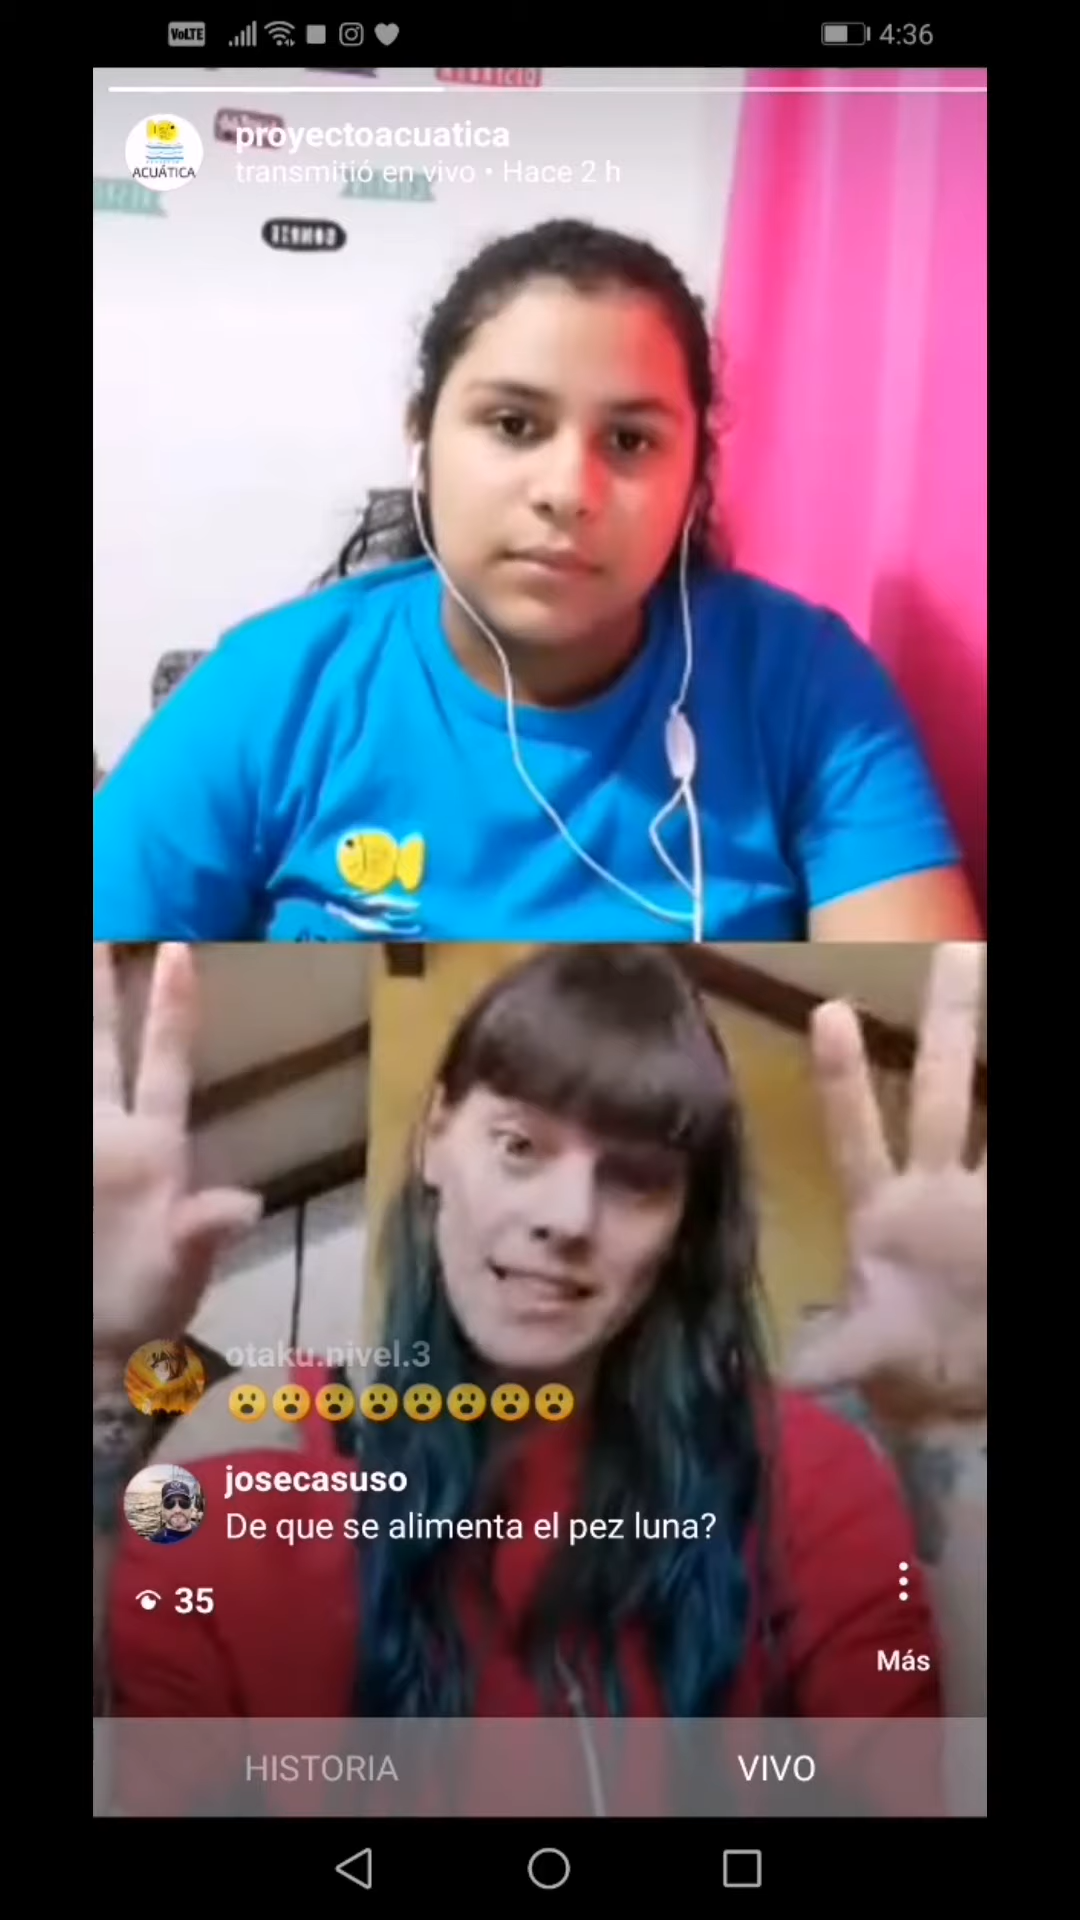 VoLTE
4:36
proyectoacuatica
ACUÁTICA
transmitió en vivo • Hace 2 h
otaku.nivel.3
😮😮😮😮😮😮😮😮
josecasuso
De que se alimenta el pez luna?
35
Más
HISTORIA
VIVO